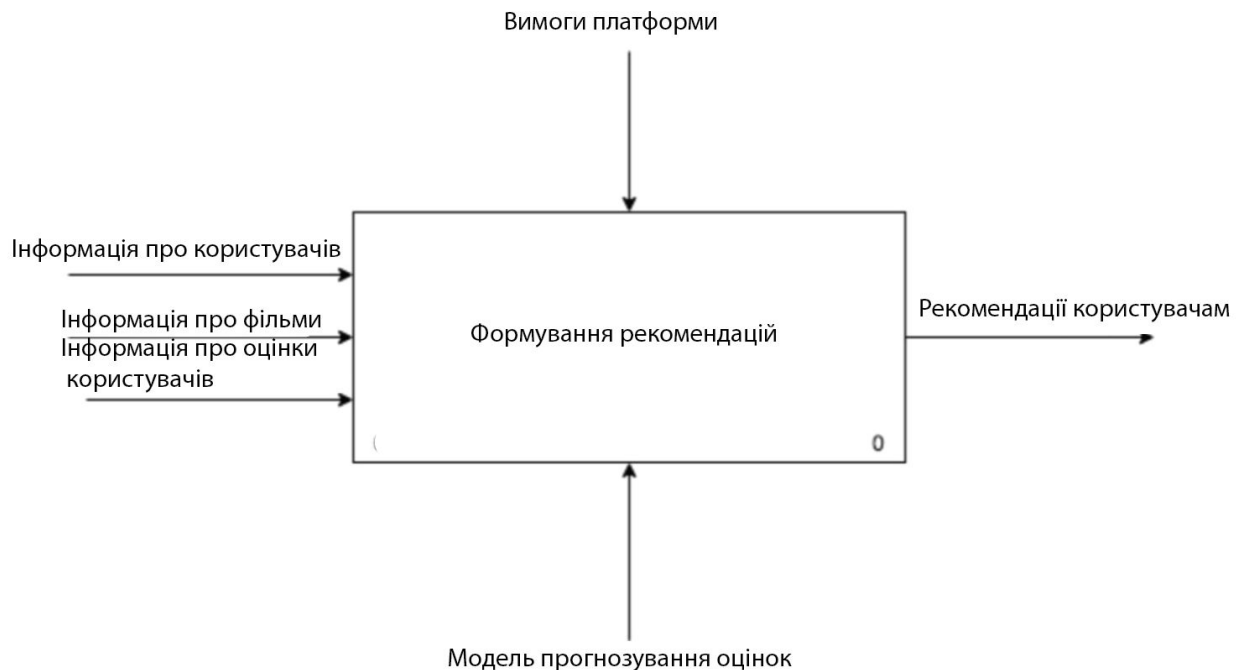 Вимоги платформи
Інформація про користувачів
Інформація про фільми
Інформація про оцінки
користувачів
Формування рекомендацій
Рекомендації користувачам
(
0
Модель прогнозування оцінок